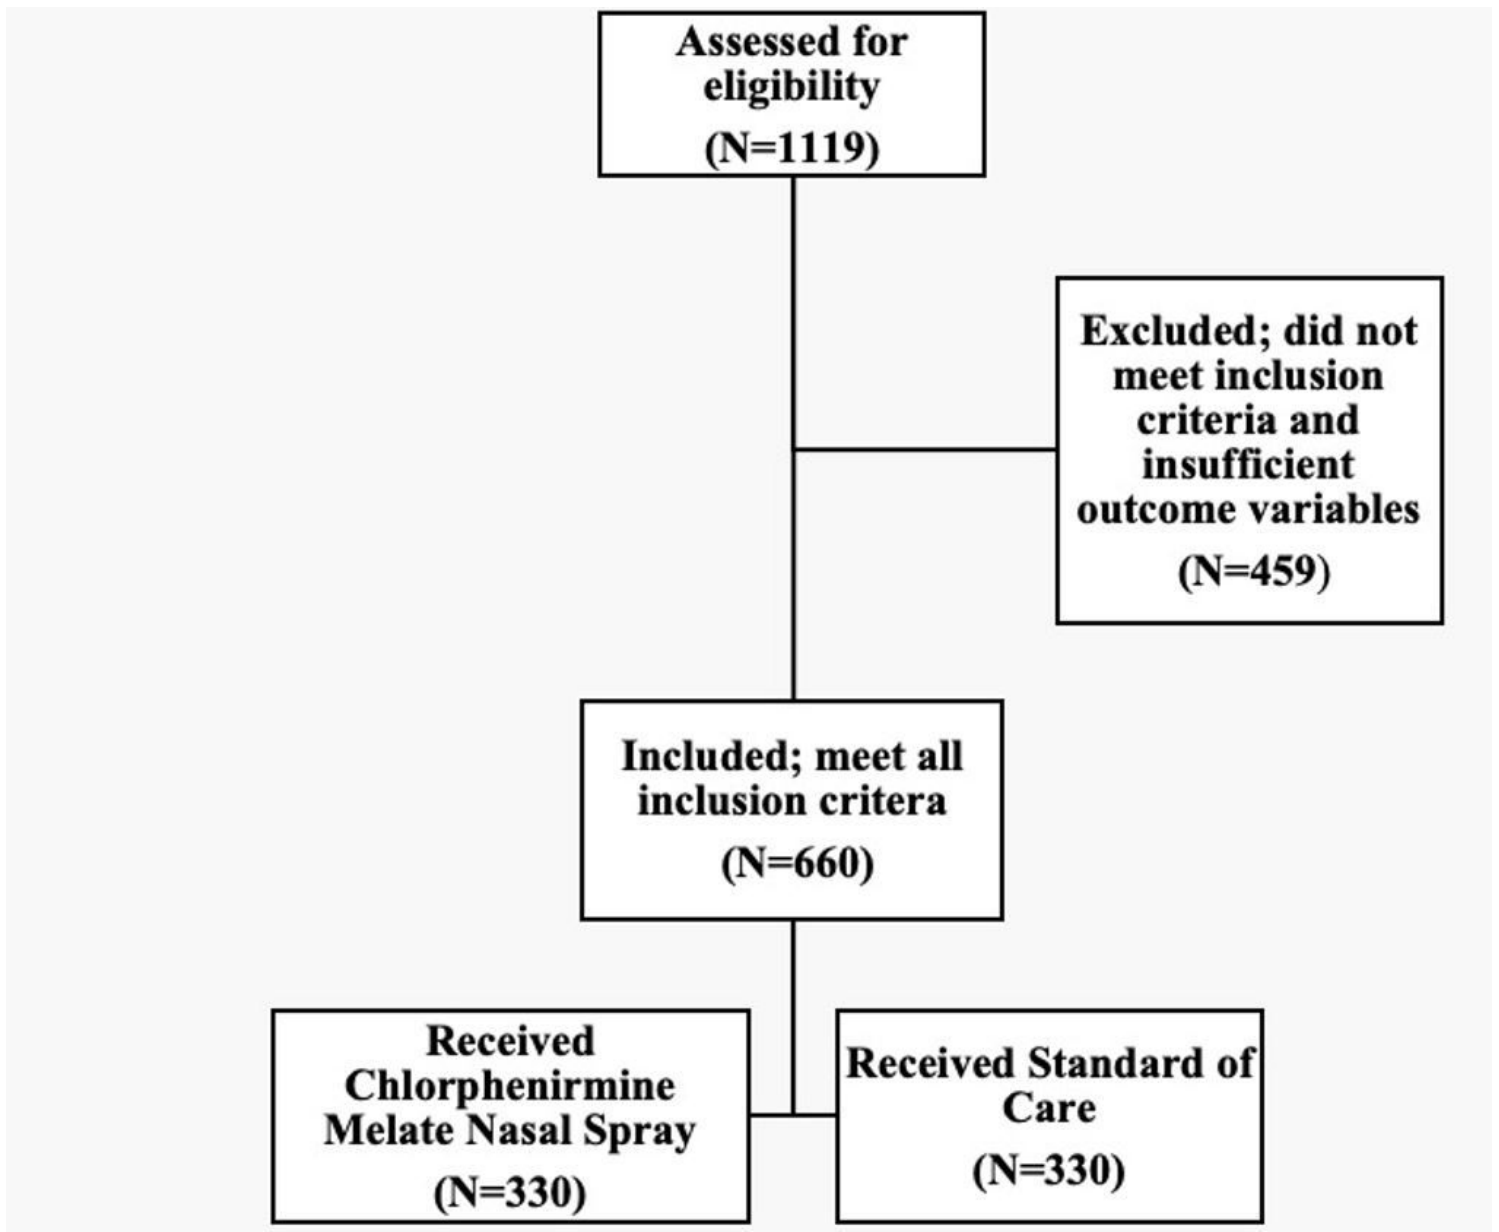 Assessed for
eligibility
(N=1119)
Excluded; did not
meet inclusion
criteria and
insufficient
outcome variables
(N=459)
Included; meet all
inclusion critera
(N=660)
Received
Chlorphenirmine
Melate Nasal Spray
(N=330)
Received Standard of
Care
(N=330)